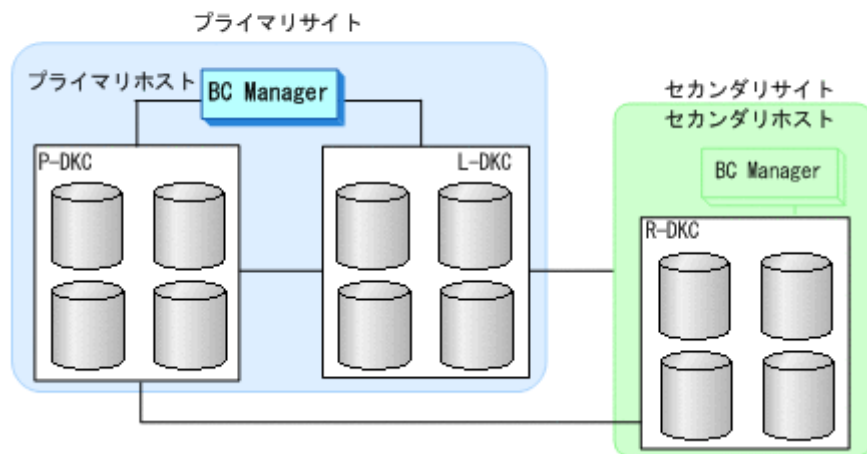 プライマリサイト
プライマリホスト
BC Manager
セカンダリサイト
セカンダリホスト
BC Manager
P-DKC
L-DKC
R-DKC